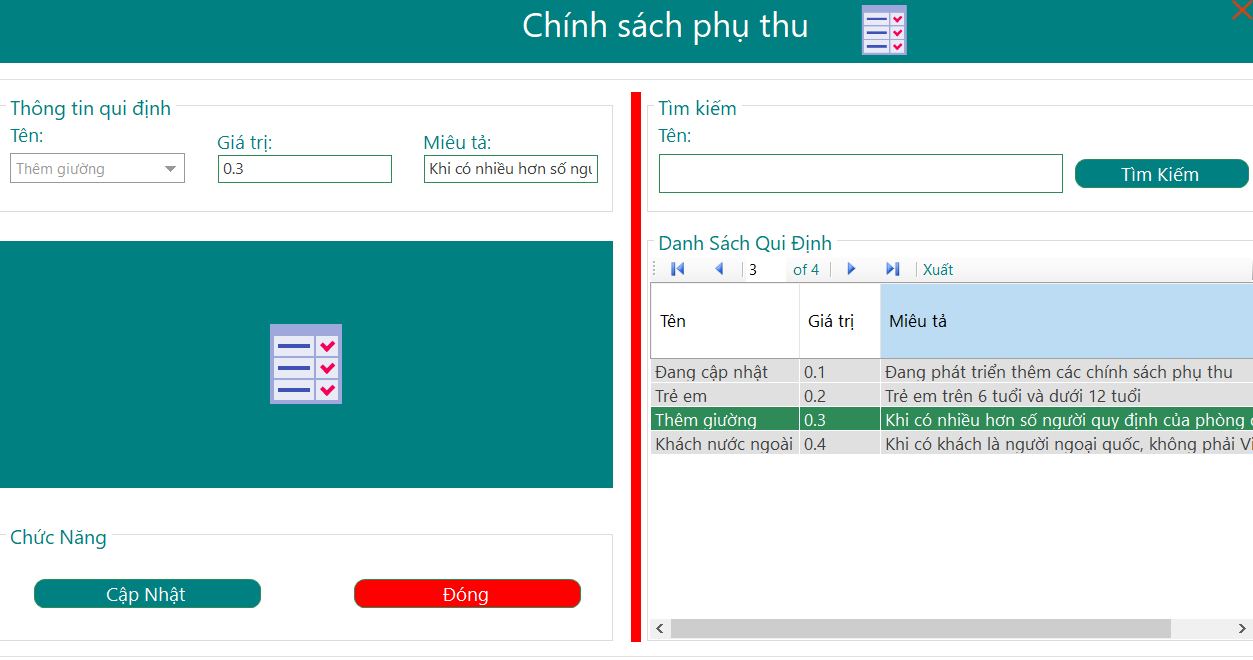 Chính sách phụ thu
Thông tin qui định
Tên:
Giá trị:
Miêu tả:
Thêm giường
0.3
Khi có nhiều hơn số ngư
Chức Năng
Cập Nhật
Đóng
Tìm kiếm
Tên:
Tìm Kiếm
Danh Sách Qui Định
3 of 4 Xuất
Tên Giá trị Miêu tả
Đang cập nhật 0.1 Đang phát triển thêm các chính sách phụ thu
Trẻ em 0.2 Trẻ em trên 6 tuổi và dưới 12 tuổi
Thêm giường 0.3 Khi có nhiều hơn số người quy định của phòng
Khách nước ngoài 0.4 Khi có khách là người ngoại quốc, không phải Vi